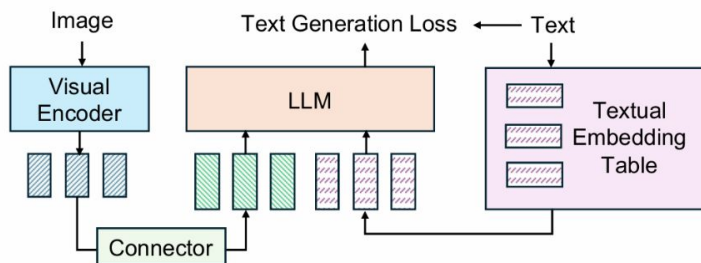 Image
Text Generation Loss
Text
Visual
Encoder
LLM
Textual
Embedding
Table
Connector